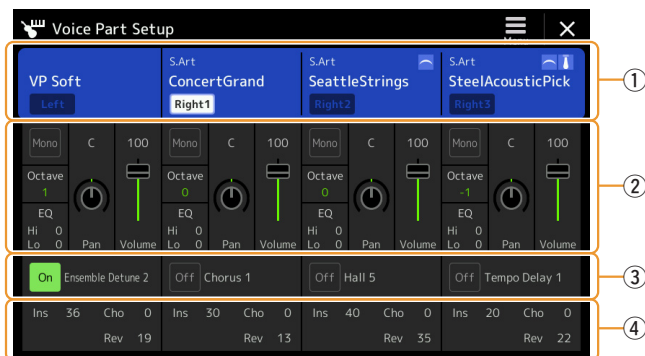 Voice Part Setup
Menu
VP Soft
Left
S.Art
ConcertGrand
Right1
S.Art
SeattleStrings
Right2
S.Art
SteelAcousticPick
Right3
1
Mono C 100
Octave
1
EQ
Hi 0
Lo 0 Pan Volume
Mono C 100
Octave
0
EQ
Hi 0
Lo 0 Pan Volume
Mono C 100
Octave
0
EQ
Hi 0
Lo 0 Pan Volume
Mono C 100
Octave
-1
EQ
Hi 0
Lo 0 Pan Volume
2
On Ensemble Detune 2
Off Chorus 1
Off Hall 5
Off Tempo Delay 1
3
Ins 36 Cho 0
Rev 19
Ins 30 Cho 0
Rev 13
Ins 40 Cho 0
Rev 35
Ins 20 Cho 0
Rev 22
4